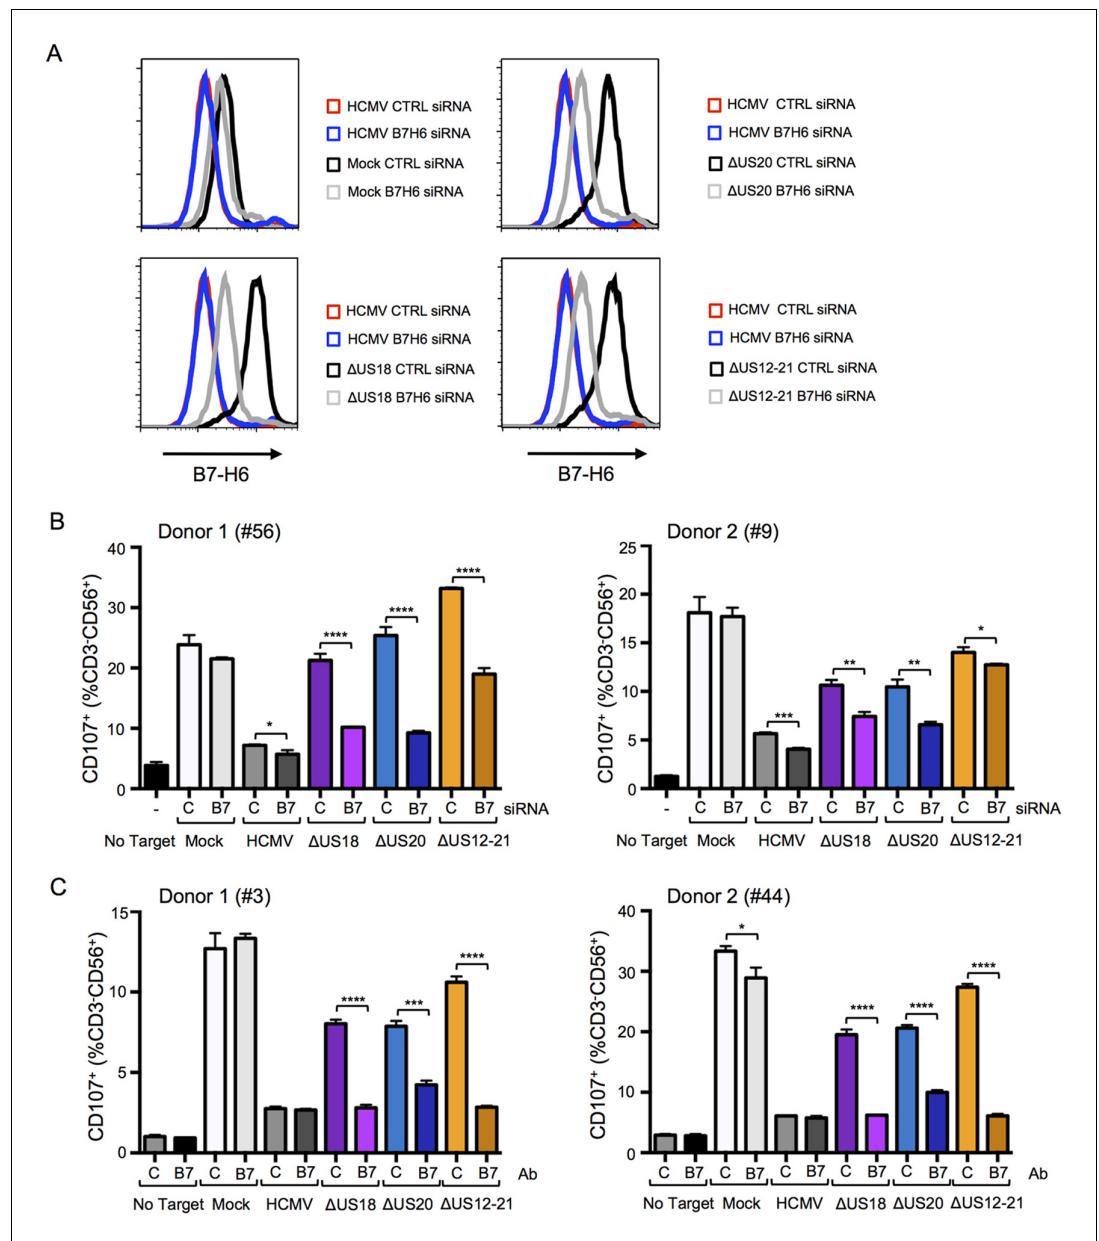 A
HCMV CTRL siRNA
HCMV B7H6 siRNA
Mock CTRL siRNA
Mock B7H6 siRNA
HCMV CTRL siRNA
HCMV B7H6 siRNA
ΔUS20 CTRL siRNA
ΔUS20 B7H6 siRNA
HCMV CTRL siRNA
HCMV B7H6 siRNA
ΔUS18 CTRL siRNA
ΔUS18 B7H6 siRNA
HCMV CTRL siRNA
HCMV B7H6 siRNA
ΔUS12-21 CTRL siRNA
ΔUS12-21 B7H6 siRNA
B7-H6
B7-H6
B
Donor 1 (#56)
CD107⁺ (%CD3⁻CD56⁺)
40
30
20
10
0
* **** **** ****
- C B7 C B7 C B7 C B7 C B7 siRNA
No Target Mock HCMV ΔUS18 ΔUS20 ΔUS12-21
Donor 2 (#9)
CD107⁺ (%CD3⁻CD56⁺)
25
20
15
10
5
0
*** ** ** *
- C B7 C B7 C B7 C B7 C B7 siRNA
No Target Mock HCMV ΔUS18 ΔUS20 ΔUS12-21
C
Donor 1 (#3)
CD107⁺ (%CD3⁻CD56⁺)
15
10
5
0
**** *** ****
C B7 C B7 C B7 C B7 C B7 C B7 Ab
No Target Mock HCMV ΔUS18 ΔUS20 ΔUS12-21
Donor 2 (#44)
CD107⁺ (%CD3⁻CD56⁺)
40
30
20
10
0
* **** **** ****
C B7 C B7 C B7 C B7 C B7 C B7 Ab
No Target Mock HCMV ΔUS18 ΔUS20 ΔUS12-21